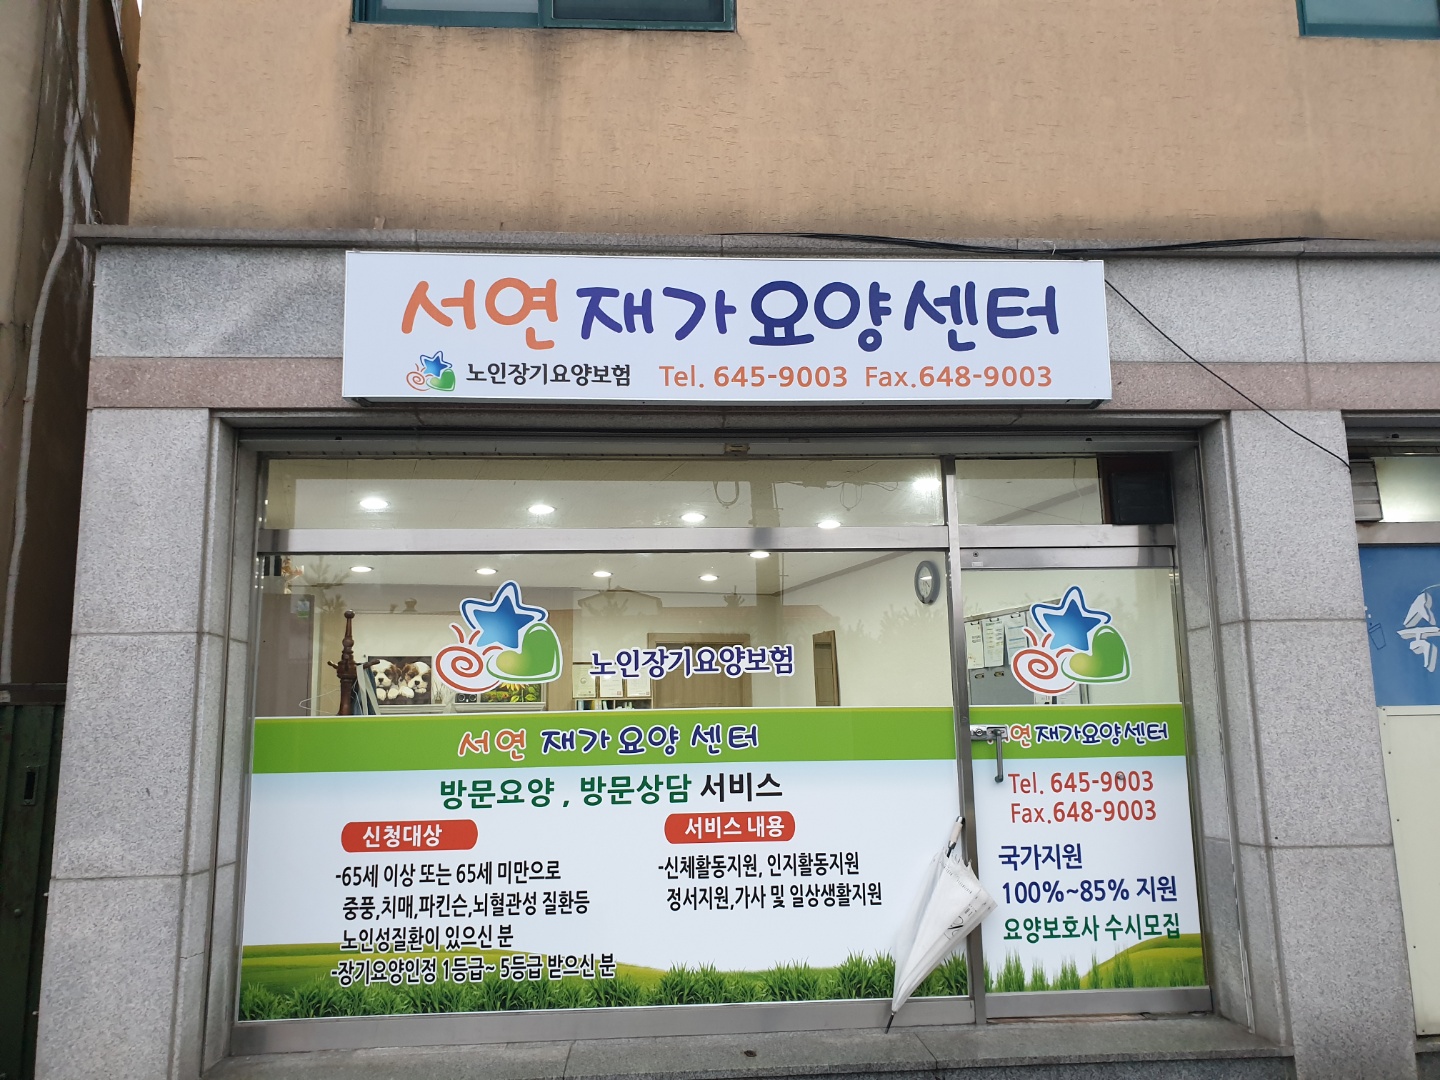 서연 재가요양센터
노인장기요양보험 Tel. 645-9003 Fax.648-9003
노인장기요양보험
서연 재가요양센터
방문요양, 방문상담 서비스
신청대상
-65세 이상 또는 65세 미만으로
중풍,치매,파킨슨,뇌혈관성 질환등
노인성질환이 있으신 분
-장기요양인정 1등급~ 5등급 받으신 분
서비스 내용
-신체활동지원, 인지활동지원
정서지원,가사 및 일상생활지원
서연 재가요양센터
Tel. 645-9003
Fax.648-9003
국가지원
100%~85% 지원
요양보호사 수시모집
숙